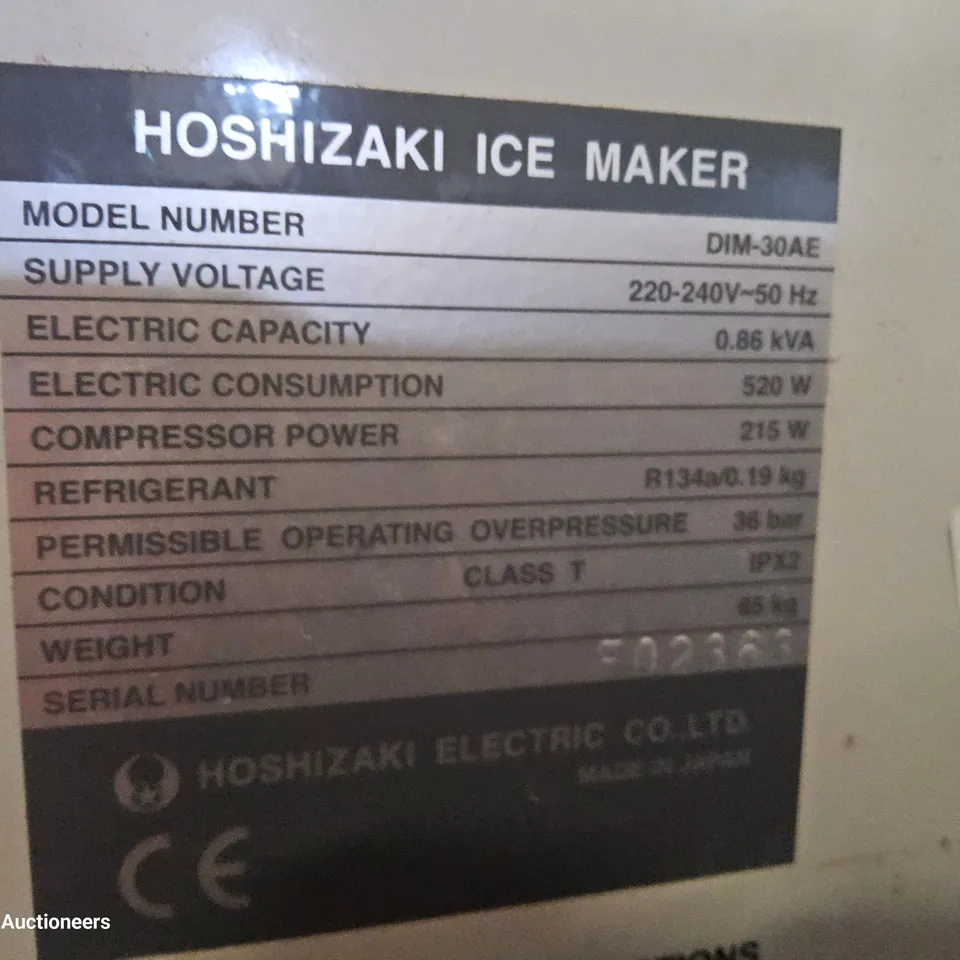 HOSHIZAKI ICE MAKER
MODEL NUMBER DIM-30AE
SUPPLY VOLTAGE 220-240V~50 Hz
ELECTRIC CAPACITY 0.86 kVA
ELECTRIC CONSUMPTION 520 W
COMPRESSOR POWER 215 W
REFRIGERANT R134a/0.19 kg
PERMISSIBLE OPERATING OVERPRESSURE 36 bar
CONDITION CLASS T IPX2
WEIGHT kg
SERIAL NUMBER F02363
HOSHIZAKI ELECTRIC CO.,LTD.
MADE IN JAPAN
CE
Auctioneers